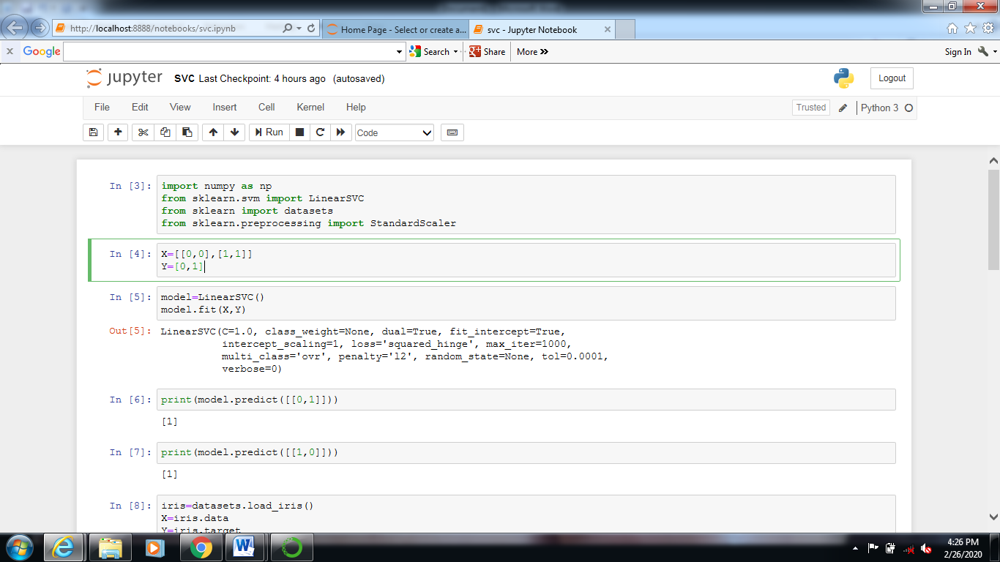 http://localhost:8888/notebooks/svc.ipynb
Home Page - Select or create a...
svc - Jupyter Notebook
x Google Search Share More »
Sign In
jupyter SVC Last Checkpoint: 4 hours ago (autosaved)
Logout
File Edit View Insert Cell Kernel Help
Trusted Python 3
Run Code
In [3]: import numpy as np
from sklearn.svm import LinearSVC
from sklearn import datasets
from sklearn.preprocessing import StandardScaler
In [4]: X=[[0,0],[1,1]]
Y=[0,1]
In [5]: model=LinearSVC()
model.fit(X,Y)
Out[5]: LinearSVC(C=1.0, class_weight=None, dual=True, fit_intercept=True,
intercept_scaling=1, loss='squared_hinge', max_iter=1000,
multi_class='ovr', penalty='l2', random_state=None, tol=0.0001,
verbose=0)
In [6]: print(model.predict([[0,1]]))
[1]
In [7]: print(model.predict([[1,0]]))
[1]
In [8]: iris=datasets.load_iris()
X=iris.data
Y=iris.target
4:26 PM
2/26/2020